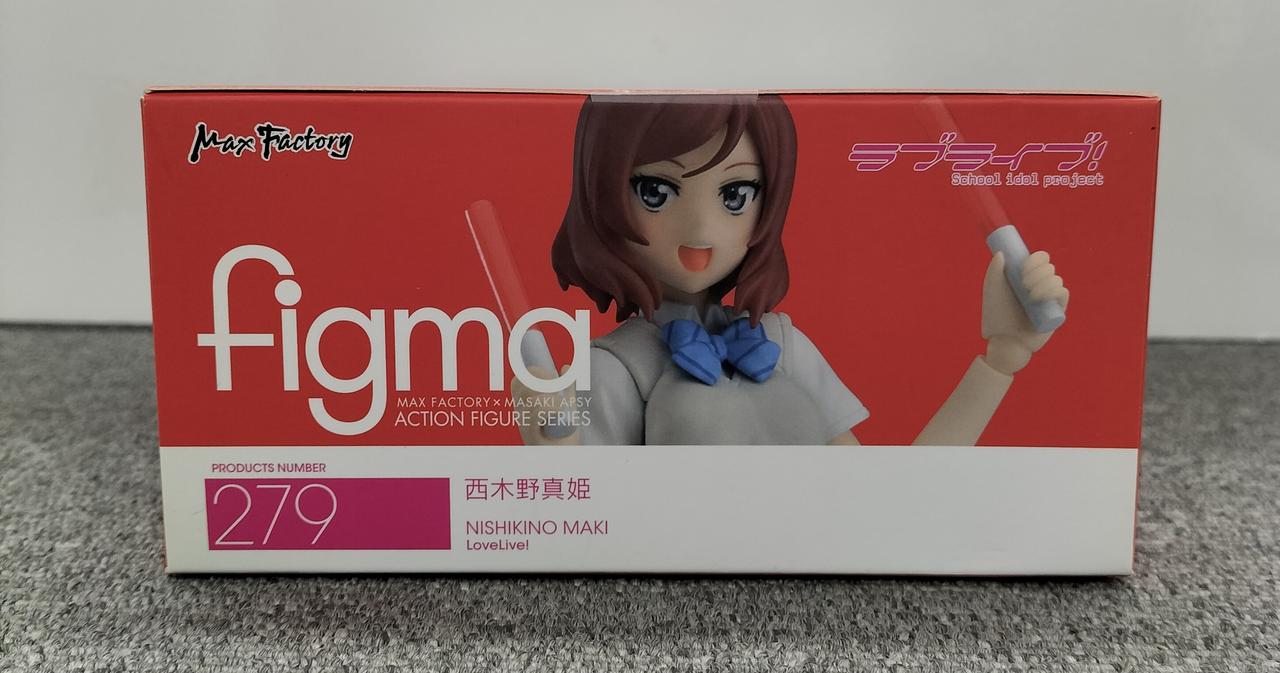 Max Factory
ラブライブ!
School idol project
figma
MAX FACTORY×MASAKI APSY
ACTION FIGURE SERIES
PRODUCTS NUMBER
279
西木野真姫
NISHIKINO MAKI
LoveLive!